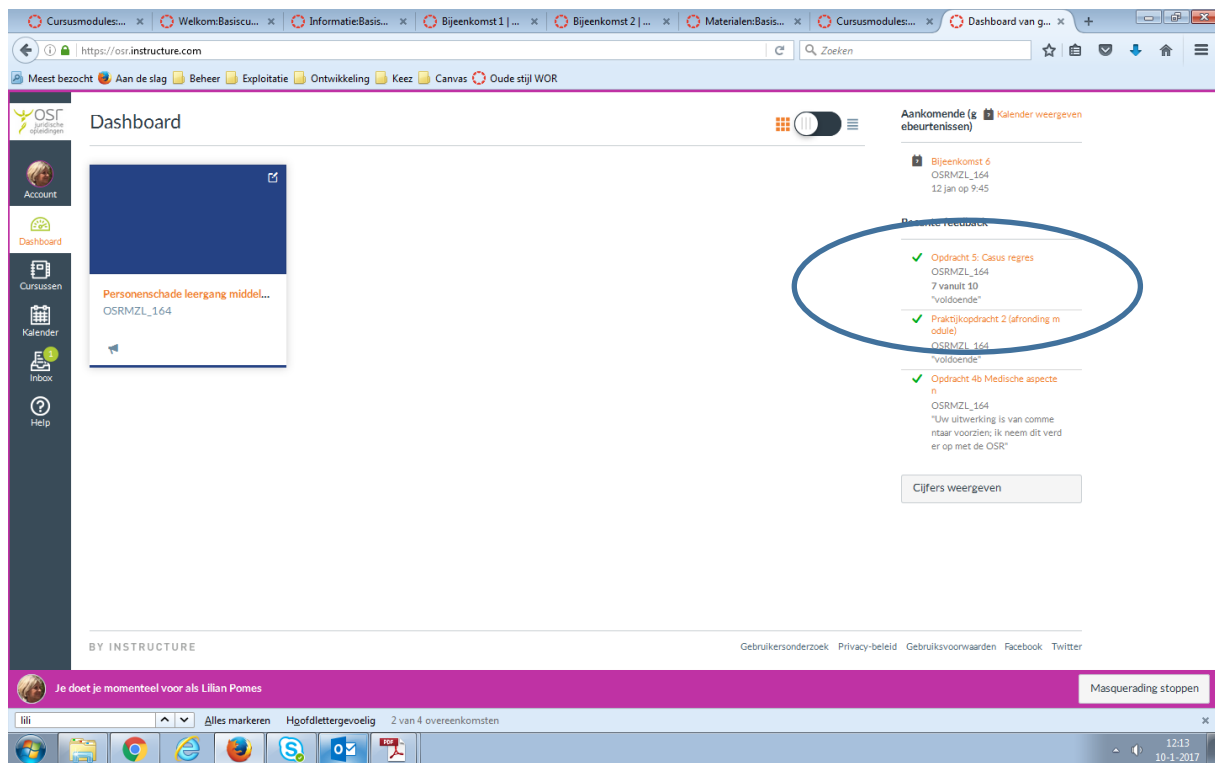 Cursusmodules:...
Welkom:Basiscu...
Informatie:Basis...
Bijeenkomst 1 | ...
Bijeenkomst 2 | ...
Materialen:Basis...
Cursusmodules:...
Dashboard van g...
https://osr.instructure.com
Zoeken
Meest bezocht
Aan de slag
Beheer
Exploitatie
Ontwikkeling
Keez
Canvas
Oude stijl WOR
OSR
juridische
opleidingen
Account
Dashboard
Cursussen
Kalender
1
Inbox
Help
Dashboard
Personenschade leergang middel...
OSRMZL_164
Aankomende (g
ebeurtenissen)
Kalender weergeven
Bijeenkomst 6
OSRMZL_164
12 jan op 9:45
Recente feedback
Opdracht 5: Casus regres
OSRMZL_164
7 vanuit 10
"voldoende"
Praktijkopdracht 2 (afronding m
odule)
OSRMZL_164
"voldoende"
Opdracht 4b Medische aspecte
n
OSRMZL_164
"Uw uitwerking is van comme
ntaar voorzien; ik neem dit verd
er op met de OSR"
Cijfers weergeven
BY INSTRUCTURE
Gebruikersonderzoek Privacy-beleid Gebruiksvoorwaarden Facebook Twitter
Je doet je momenteel voor als Lilian Pomes
Masquerading stoppen
lili
Alles markeren Hoofdlettergevoelig 2 van 4 overeenkomsten
12:13
10-1-2017